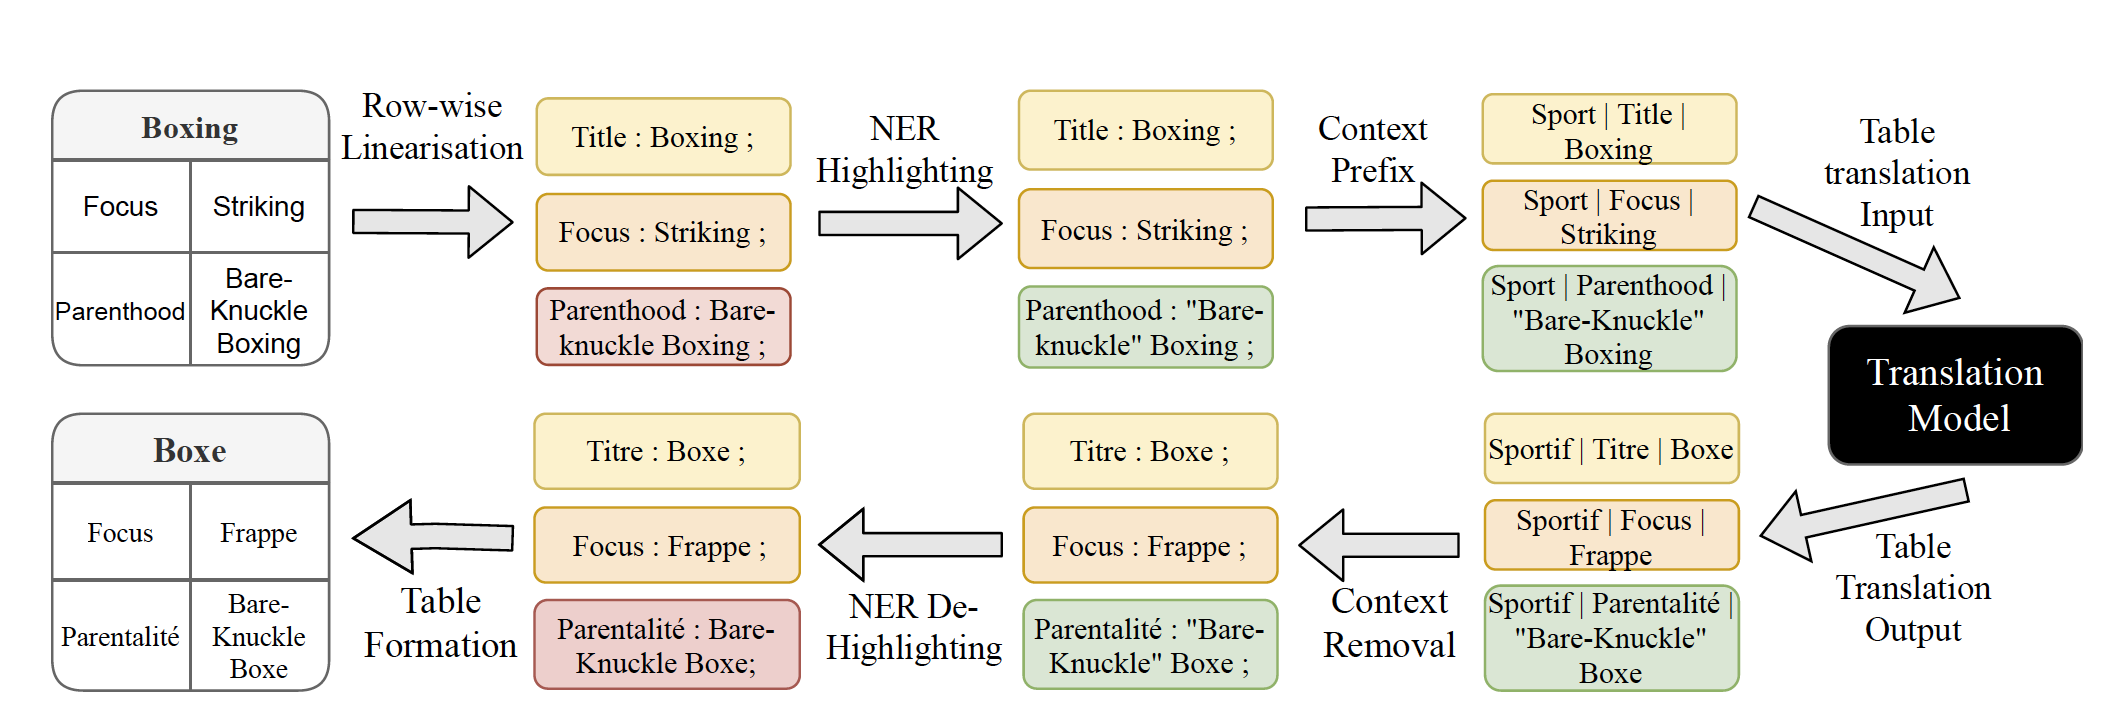 Boxing
Focus
Striking
Parenthood
Bare-
Knuckle
Boxing
Row-wise
Linearisation
Title : Boxing ;
Focus : Striking ;
Parenthood : Bare-
knuckle Boxing ;
NER
Highlighting
Title : Boxing ;
Focus : Striking ;
Parenthood : "Bare-
knuckle" Boxing ;
Context
Prefix
Sport | Title |
Boxing
Sport | Focus |
Striking
Sport | Parenthood |
"Bare-Knuckle"
Boxing
Table
translation
Input
Translation
Model
Table
Translation
Output
Sportif | Titre | Boxe
Sportif | Focus |
Frappe
Sportif | Parentalité |
"Bare-Knuckle"
Boxe
Context
Removal
Titre : Boxe ;
Focus : Frappe ;
Parentalité : "Bare-
Knuckle" Boxe ;
NER De-
Highlighting
Titre : Boxe ;
Focus : Frappe ;
Parentalité : Bare-
Knuckle Boxe;
Table
Formation
Boxe
Focus
Frappe
Parentalité
Bare-
Knuckle
Boxe